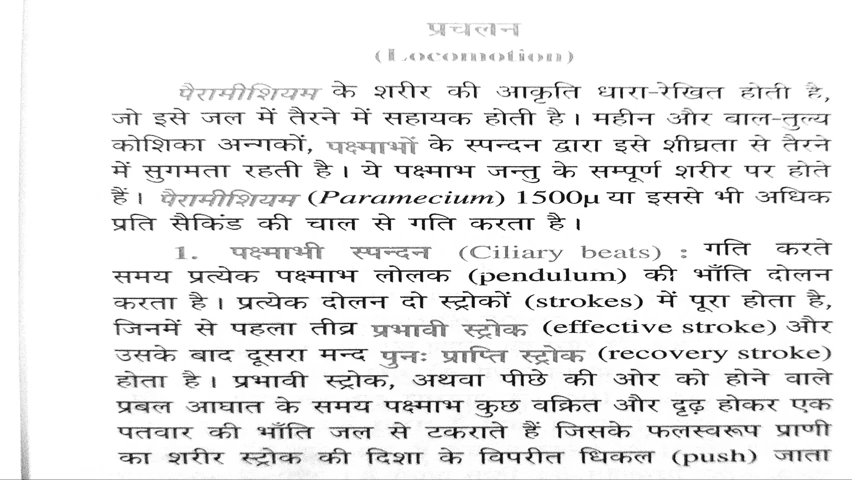 प्रचलन
(Locomotion)
पैरामीशियम के शरीर की आकृति धारा-रेखित होती है,
जो इसे जल में तैरने में सहायक होती है। महीन और बाल-तुल्य
कोशिका अन्गकों, पक्ष्माभों के स्पन्दन द्वारा इसे शीघ्रता से तैरने
में सुगमता रहती है। ये पक्ष्माभ जन्तु के सम्पूर्ण शरीर पर होते
हैं। पैरामीशियम (Paramecium) 1500μ या इससे भी अधिक
प्रति सैकिंड की चाल से गति करता है।
1. पक्ष्माभी स्पन्दन (Ciliary beats) : गति करते
समय प्रत्येक पक्ष्माभ लोलक (pendulum) की भाँति दोलन
करता है। प्रत्येक दोलन दो स्ट्रोकों (strokes) में पूरा होता है,
जिनमें से पहला तीव्र प्रभावी स्ट्रोक (effective stroke) और
उसके बाद दूसरा मन्द पुनः प्राप्ति स्ट्रोक (recovery stroke)
होता है। प्रभावी स्ट्रोक, अथवा पीछे की ओर को होने वाले
प्रबल आघात के समय पक्ष्माभ कुछ वक्रित और दृढ़ होकर एक
पतवार की भाँति जल से टकराते हैं जिसके फलस्वरूप प्राणी
का शरीर स्ट्रोक की दिशा के विपरीत धिकल (push) जाता